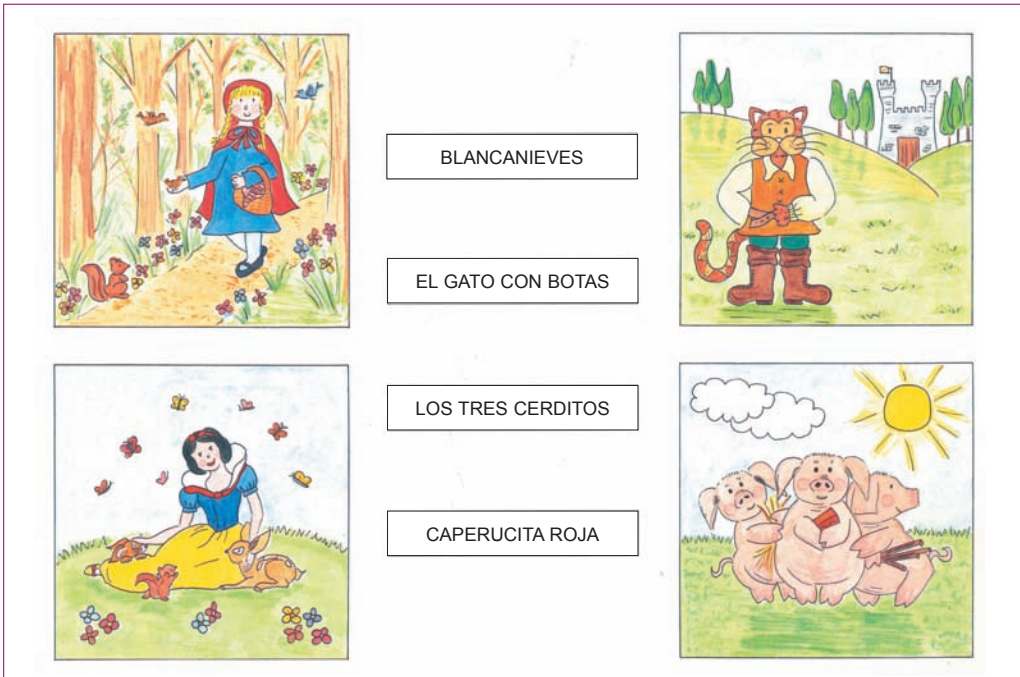 BLANCANIEVES
EL GATO CON BOTAS
LOS TRES CERDITOS
CAPERUCITA ROJA